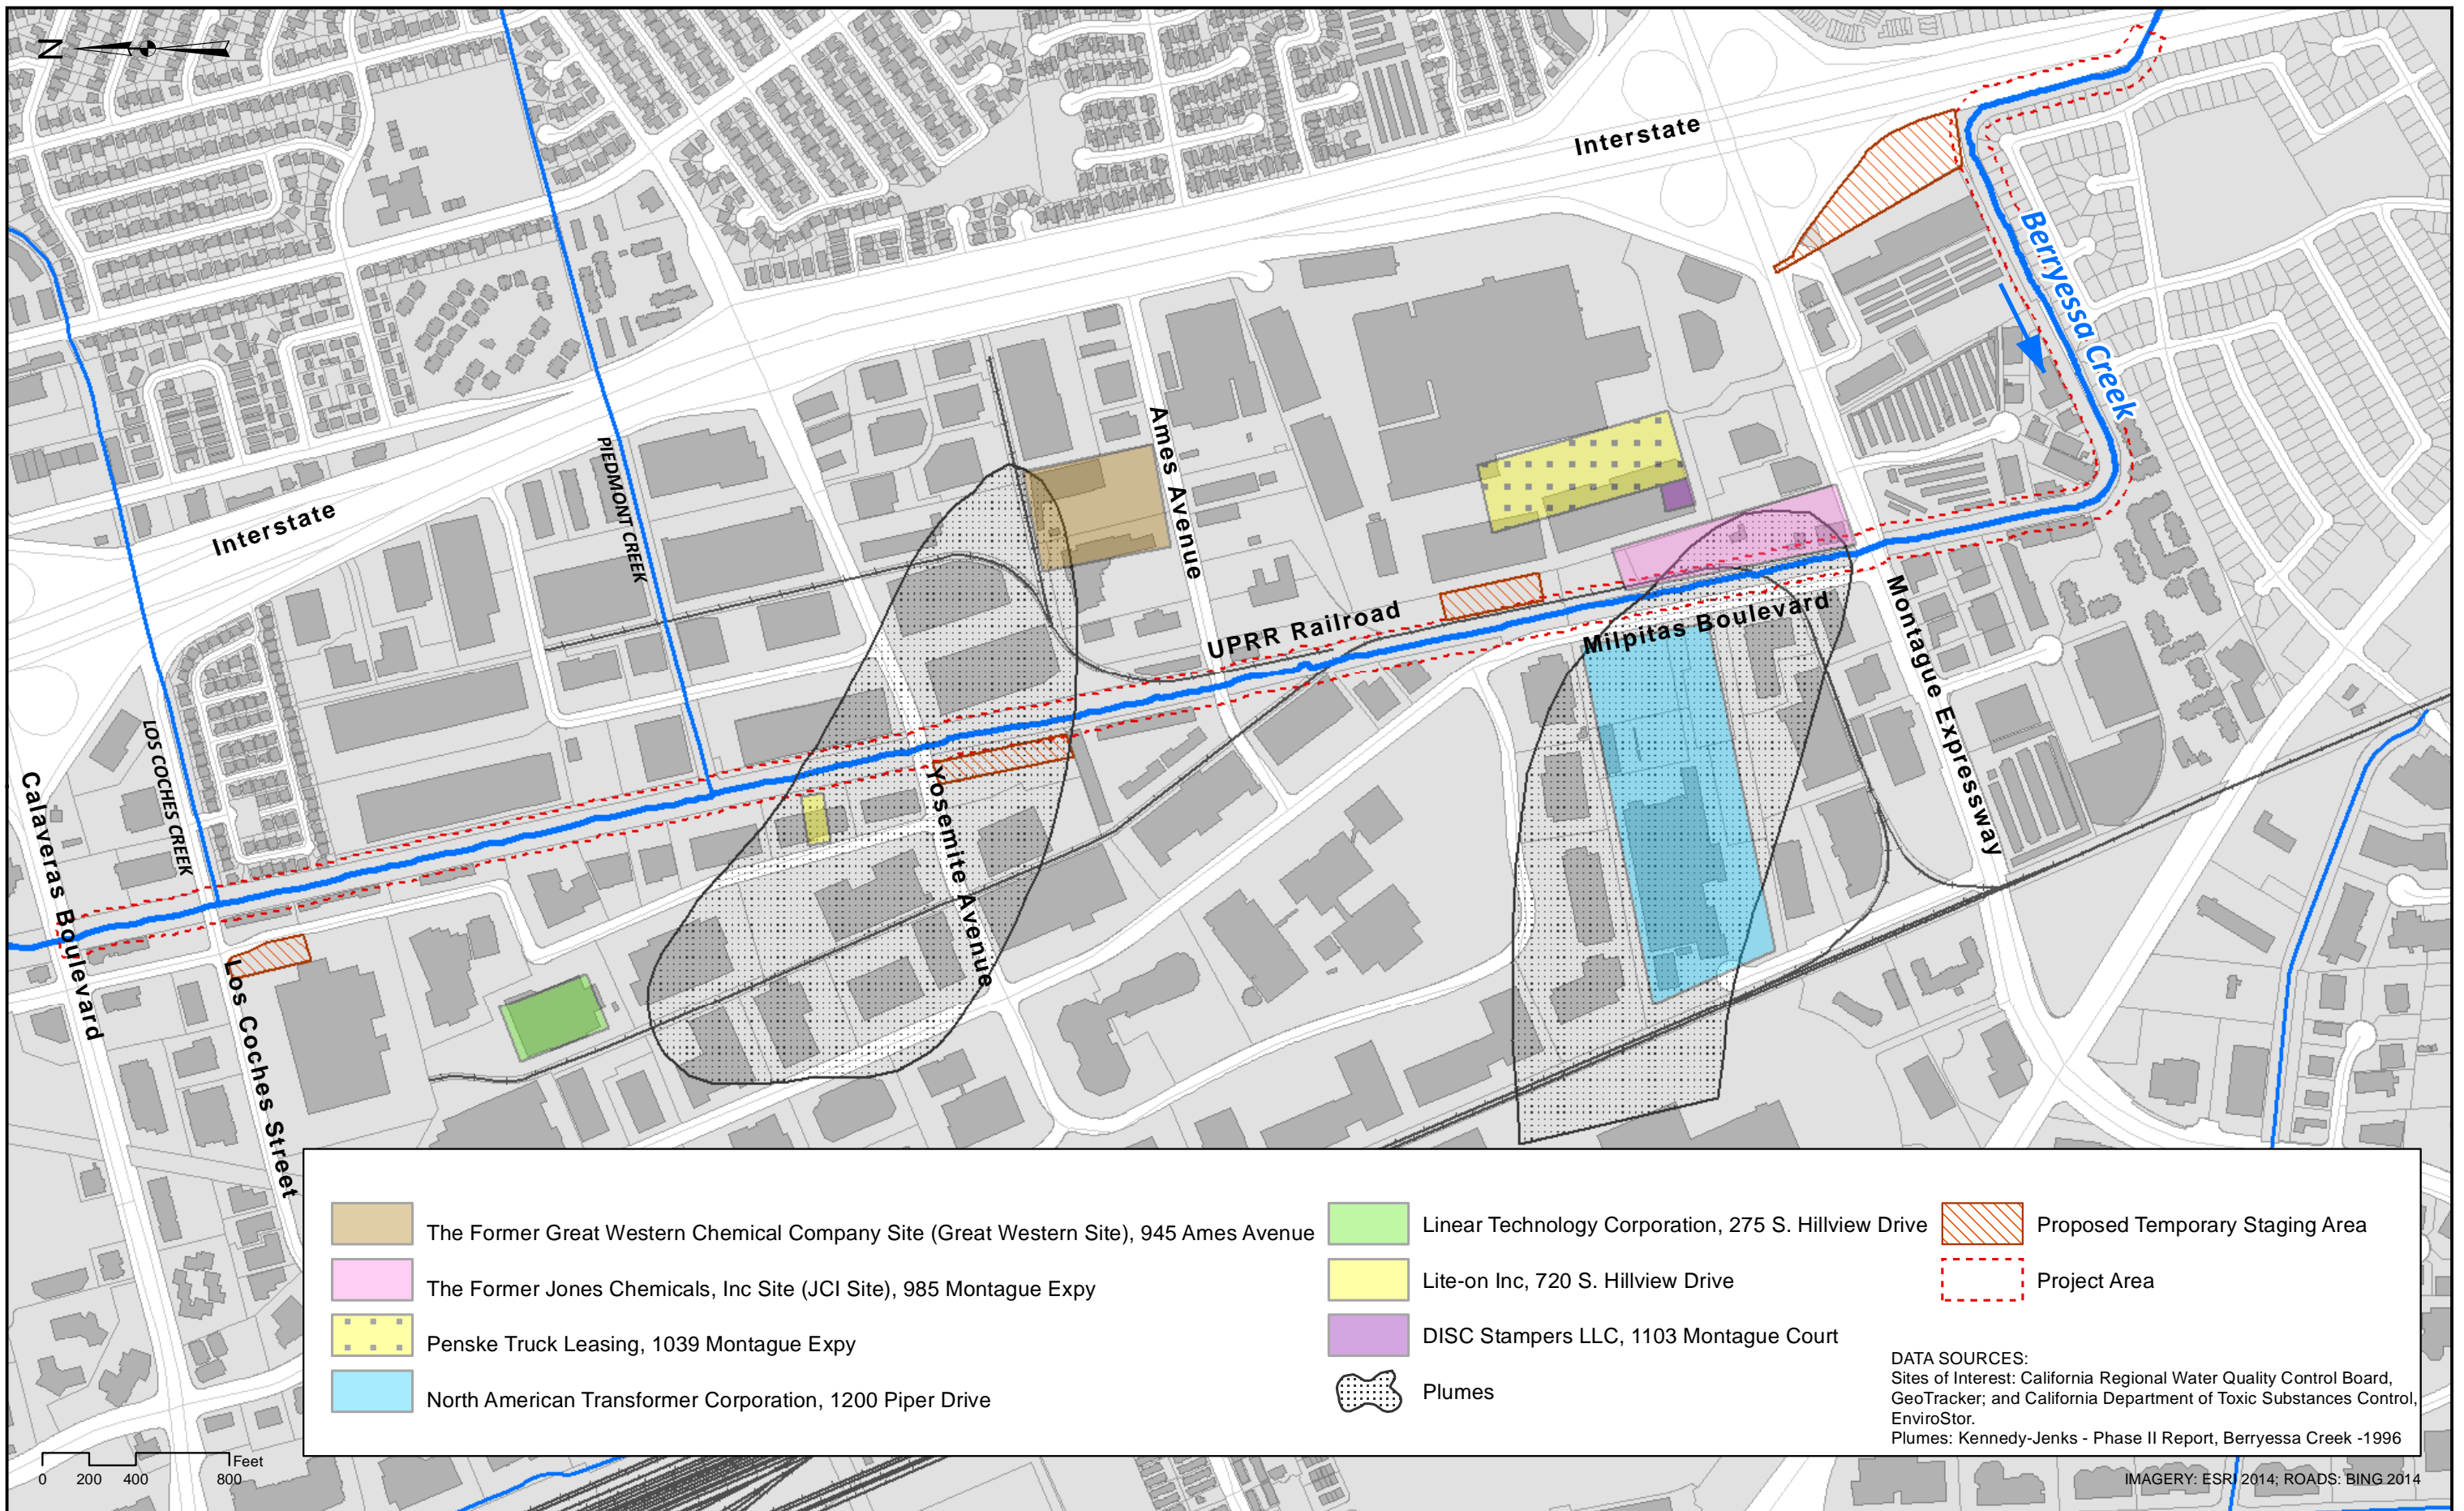 N
Interstate
Berryessa Creek
Ames Avenue
PIEDMONT CREEK
Interstate
UPRR Railroad
Milpitas Boulevard
Montague Expressway
LOS COCHES CREEK
Calaveras Boulevard
Yosemite Avenue
Los Coches Street
The Former Great Western Chemical Company Site (Great Western Site), 945 Ames Avenue
The Former Jones Chemicals, Inc Site (JCI Site), 985 Montague Expy
Penske Truck Leasing, 1039 Montague Expy
North American Transformer Corporation, 1200 Piper Drive
Linear Technology Corporation, 275 S. Hillview Drive
Lite-on Inc, 720 S. Hillview Drive
DISC Stampers LLC, 1103 Montague Court
Plumes
Proposed Temporary Staging Area
Project Area
DATA SOURCES:
Sites of Interest: California Regional Water Quality Control Board,
GeoTracker; and California Department of Toxic Substances Control,
EnviroStor.
Plumes: Kennedy-Jenks - Phase II Report, Berryessa Creek -1996
Feet
0 200 400 800
IMAGERY: ESRI 2014; ROADS: BING 2014